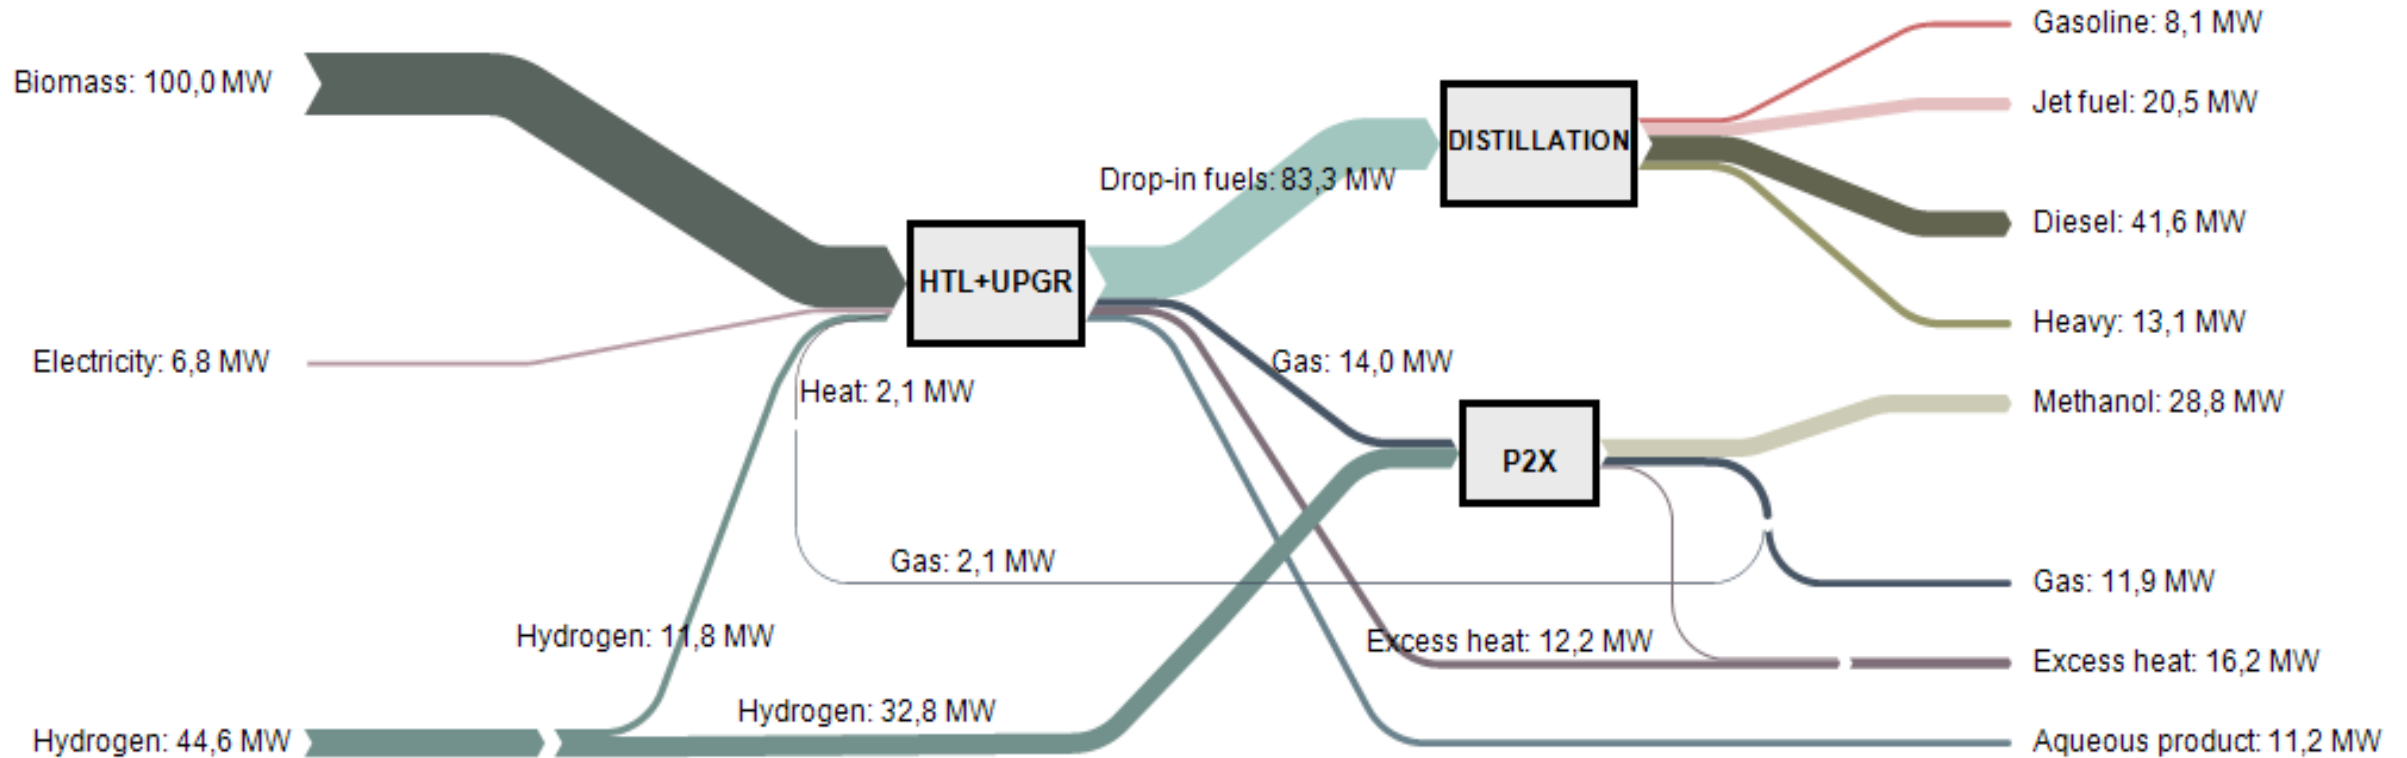 Biomass: 100,0 MW
Electricity: 6,8 MW
Hydrogen: 44,6 MW
Hydrogen: 11,8 MW
Hydrogen: 32,8 MW
Heat: 2,1 MW
Gas: 2,1 MW
HTL+UPGR
Drop-in fuels: 83,3 MW
Gas: 14,0 MW
Excess heat: 12,2 MW
DISTILLATION
P2X
Gasoline: 8,1 MW
Jet fuel: 20,5 MW
Diesel: 41,6 MW
Heavy: 13,1 MW
Methanol: 28,8 MW
Gas: 11,9 MW
Excess heat: 16,2 MW
Aqueous product: 11,2 MW